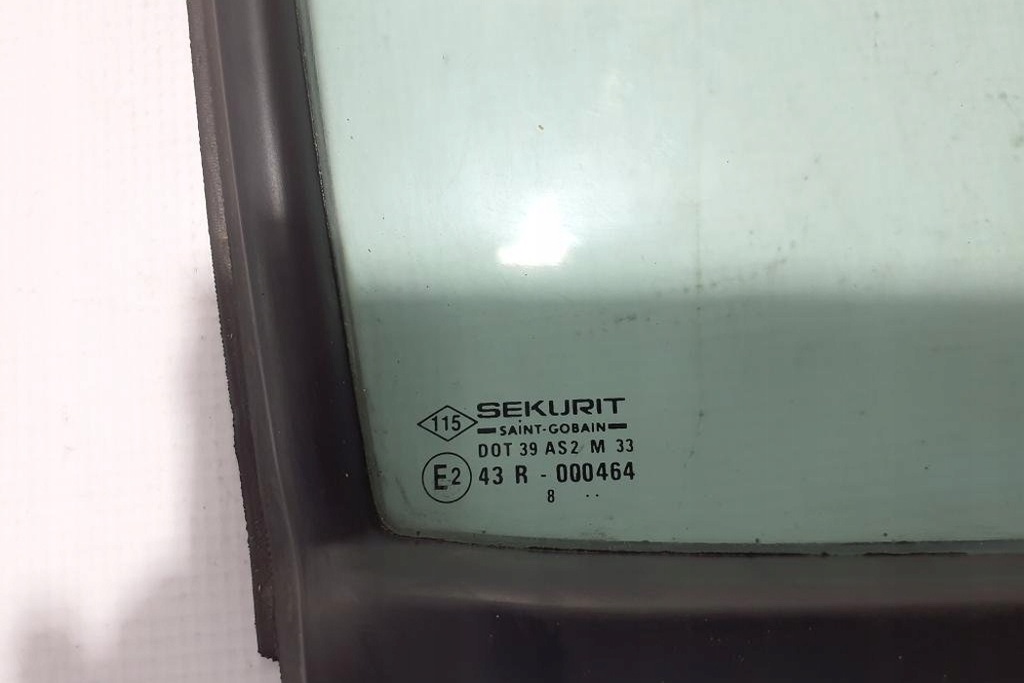 115
SEKURIT
SAINT-GOBAIN
DOT 39 AS2 M 33
E2
43 R - 000464
8 ..